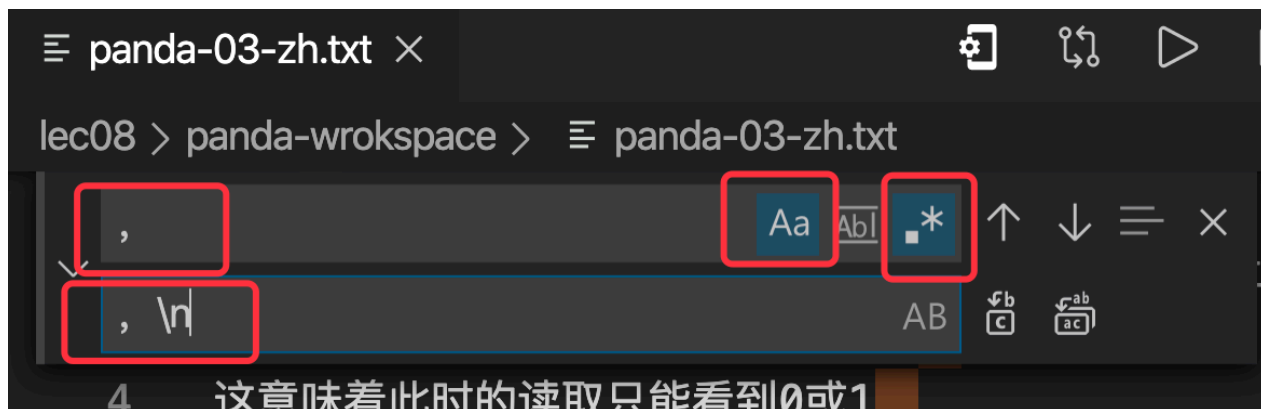 panda-03-zh.txt
lec08 > panda-wrokspace > panda-03-zh.txt
， Aa Abl .*
，\n AB
4 这意味着此时的读取只能看到0或1